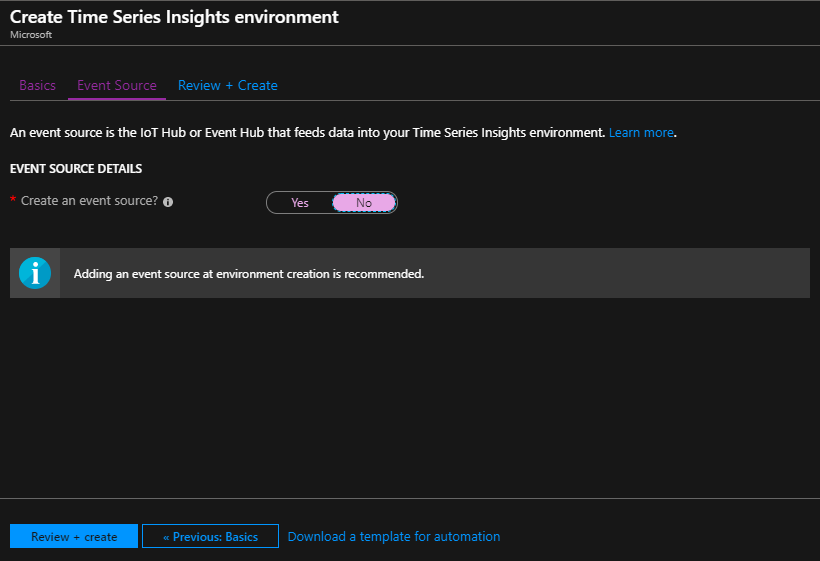 Create Time Series Insights environment
Microsoft
Basics Event Source Review + Create
An event source is the IoT Hub or Event Hub that feeds data into your Time Series Insights environment. Learn more.
EVENT SOURCE DETAILS
* Create an event source? i Yes No
i Adding an event source at environment creation is recommended.
Review + create « Previous: Basics Download a template for automation